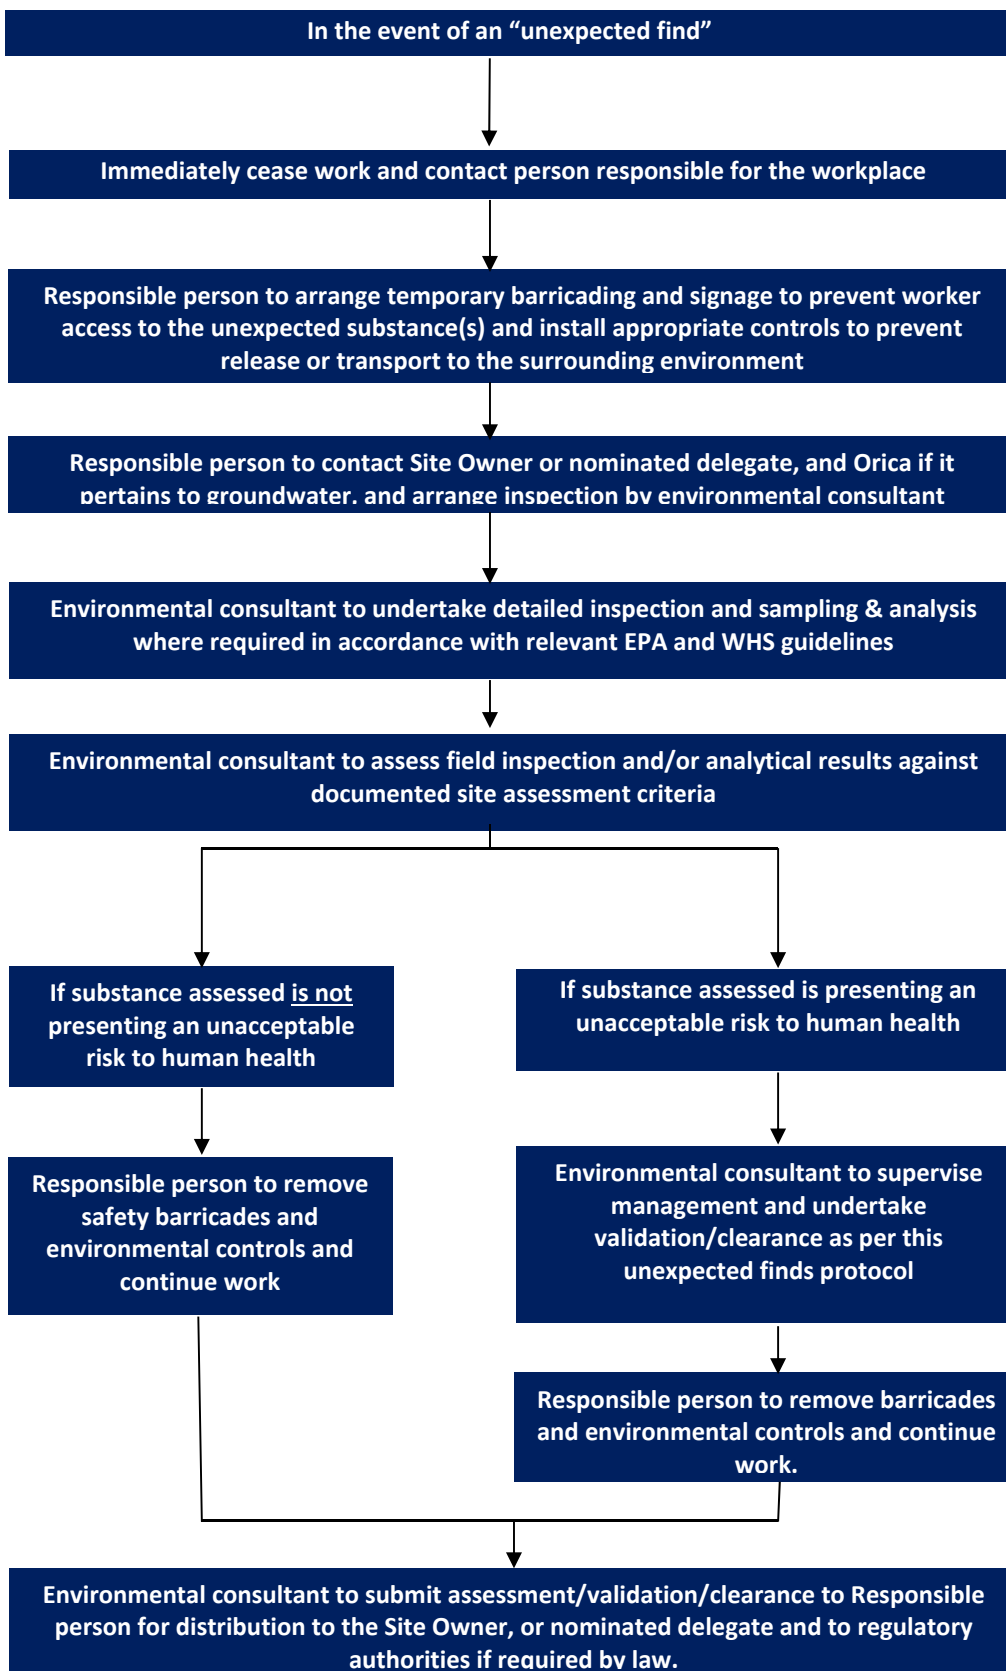 In the event of an “unexpected find”
Immediately cease work and contact person responsible for the workplace
Responsible person to arrange temporary barricading and signage to prevent worker
access to the unexpected substance(s) and install appropriate controls to prevent
release or transport to the surrounding environment
Responsible person to contact Site Owner or nominated delegate, and Orica if it
pertains to groundwater, and arrange inspection by environmental consultant
Environmental consultant to undertake detailed inspection and sampling & analysis
where required in accordance with relevant EPA and WHS guidelines
Environmental consultant to assess field inspection and/or analytical results against
documented site assessment criteria
If substance assessed is not
presenting an unacceptable
risk to human health
If substance assessed is presenting an
unacceptable risk to human health
Responsible person to remove
safety barricades and
environmental controls and
continue work
Environmental consultant to supervise
management and undertake
validation/clearance as per this
unexpected finds protocol
Responsible person to remove barricades
and environmental controls and continue
work.
Environmental consultant to submit assessment/validation/clearance to Responsible
person for distribution to the Site Owner, or nominated delegate and to regulatory
authorities if required by law.